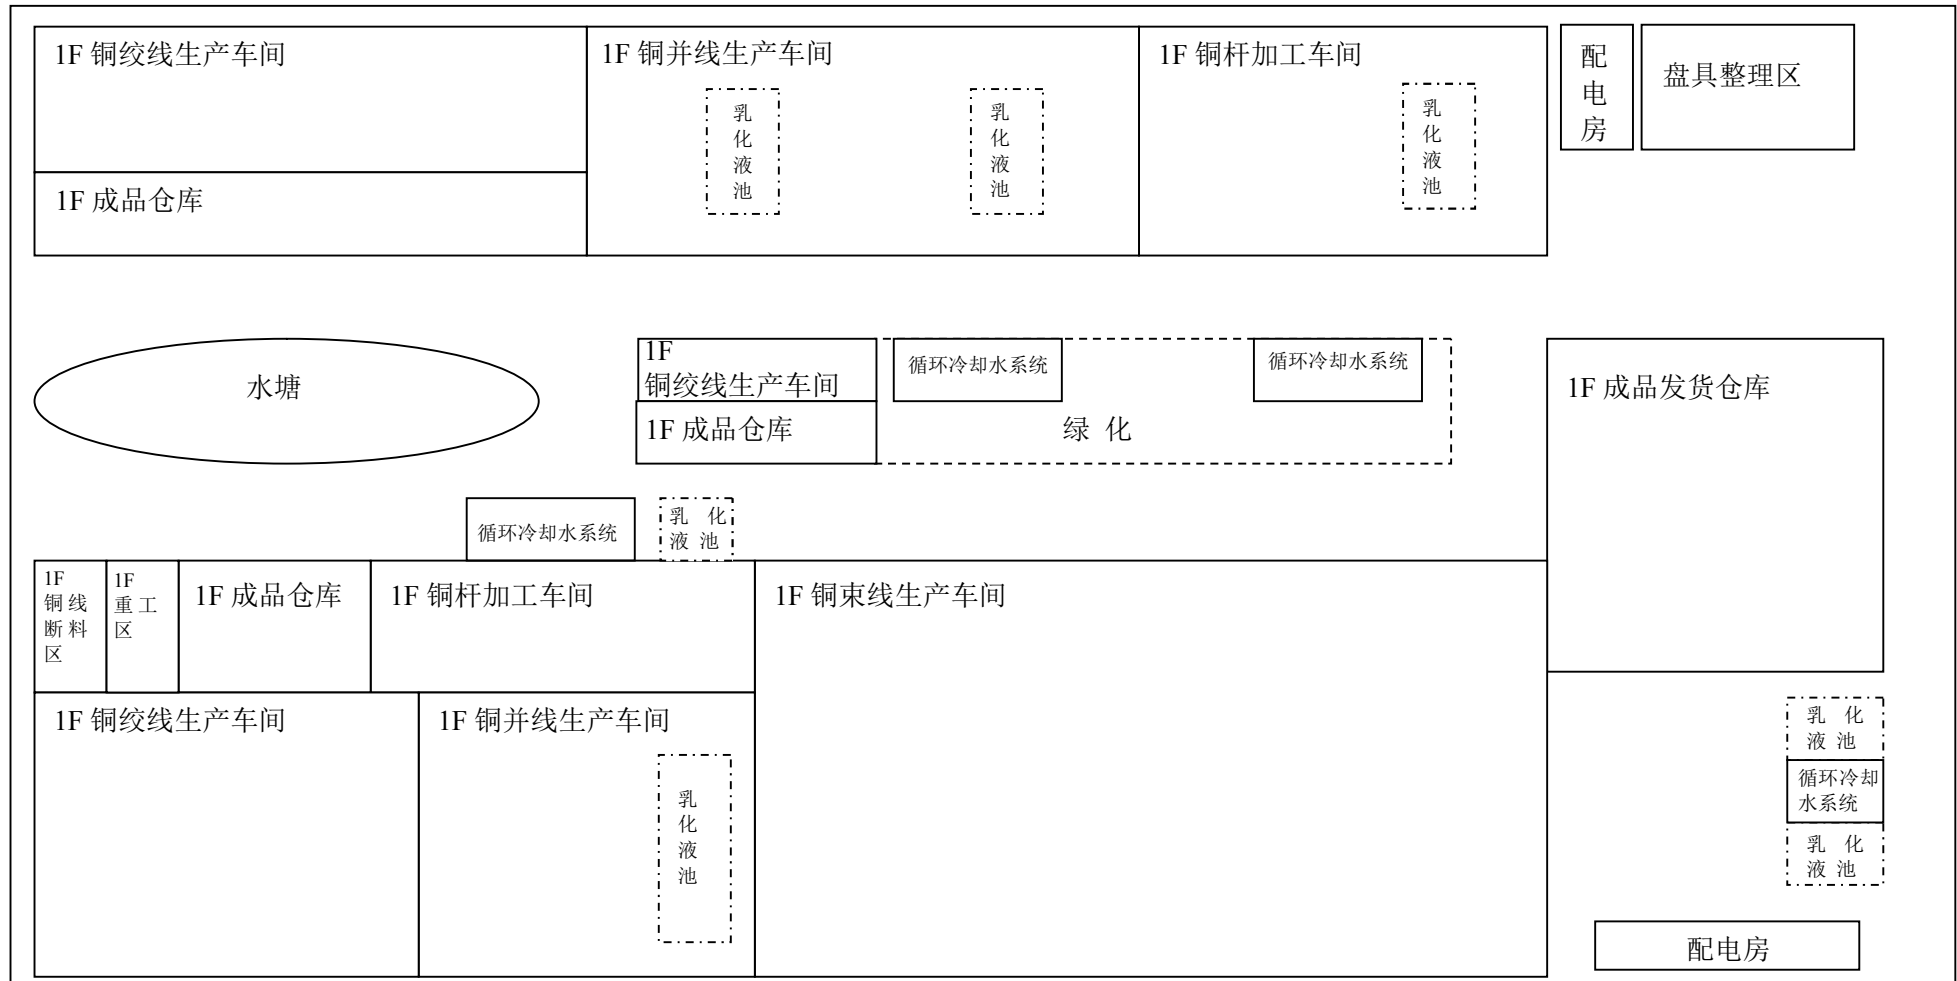 1F 铜绞线生产车间
1F 成品仓库
1F 铜并线生产车间
乳
化
液
池
乳
化
液
池
1F 铜杆加工车间
乳
化
液
池
配
电
房
盘具整理区
水塘
1F
铜绞线生产车间
1F 成品仓库
循环冷却水系统
循环冷却水系统
绿 化
1F 成品发货仓库
循环冷却水系统
乳 化
液 池
1F
铜 线
断 料
区
1F
重 工
区
1F 成品仓库
1F 铜杆加工车间
1F 铜束线生产车间
1F 铜绞线生产车间
1F 铜并线生产车间
乳
化
液
池
乳 化
液 池
循环冷却
水系统
乳 化
液 池
配电房